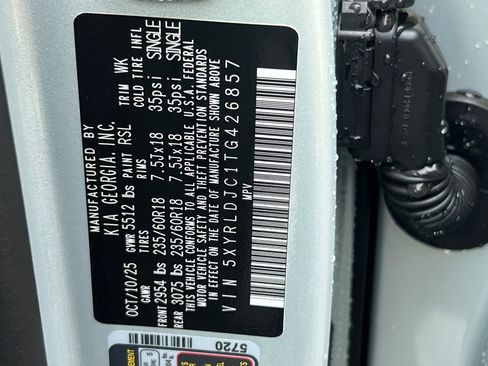 MANUFACTURED BY
KIA GEORGIA, INC.
OCT/10/25 GVWR 5512 lbs PAINT RSL TRIM WK
GAWR TIRES RIMS COLD TIRE INFL
FRONT 2954 lbs 235/60R18 7.5Jx18 35psi SINGLE
REAR 3075 lbs 235/60R18 7.5Jx18 35psi SINGLE
THIS VEHICLE CONFORMS TO ALL APPLICABLE U.S.A. FEDERAL
MOTOR VEHICLE SAFETY AND THEFT PREVENTION STANDARDS
IN EFFECT ON THE DATE OF MANUFACTURE SHOWN ABOVE
VIN 5XYRLDJC1TG426857
MPV
5720